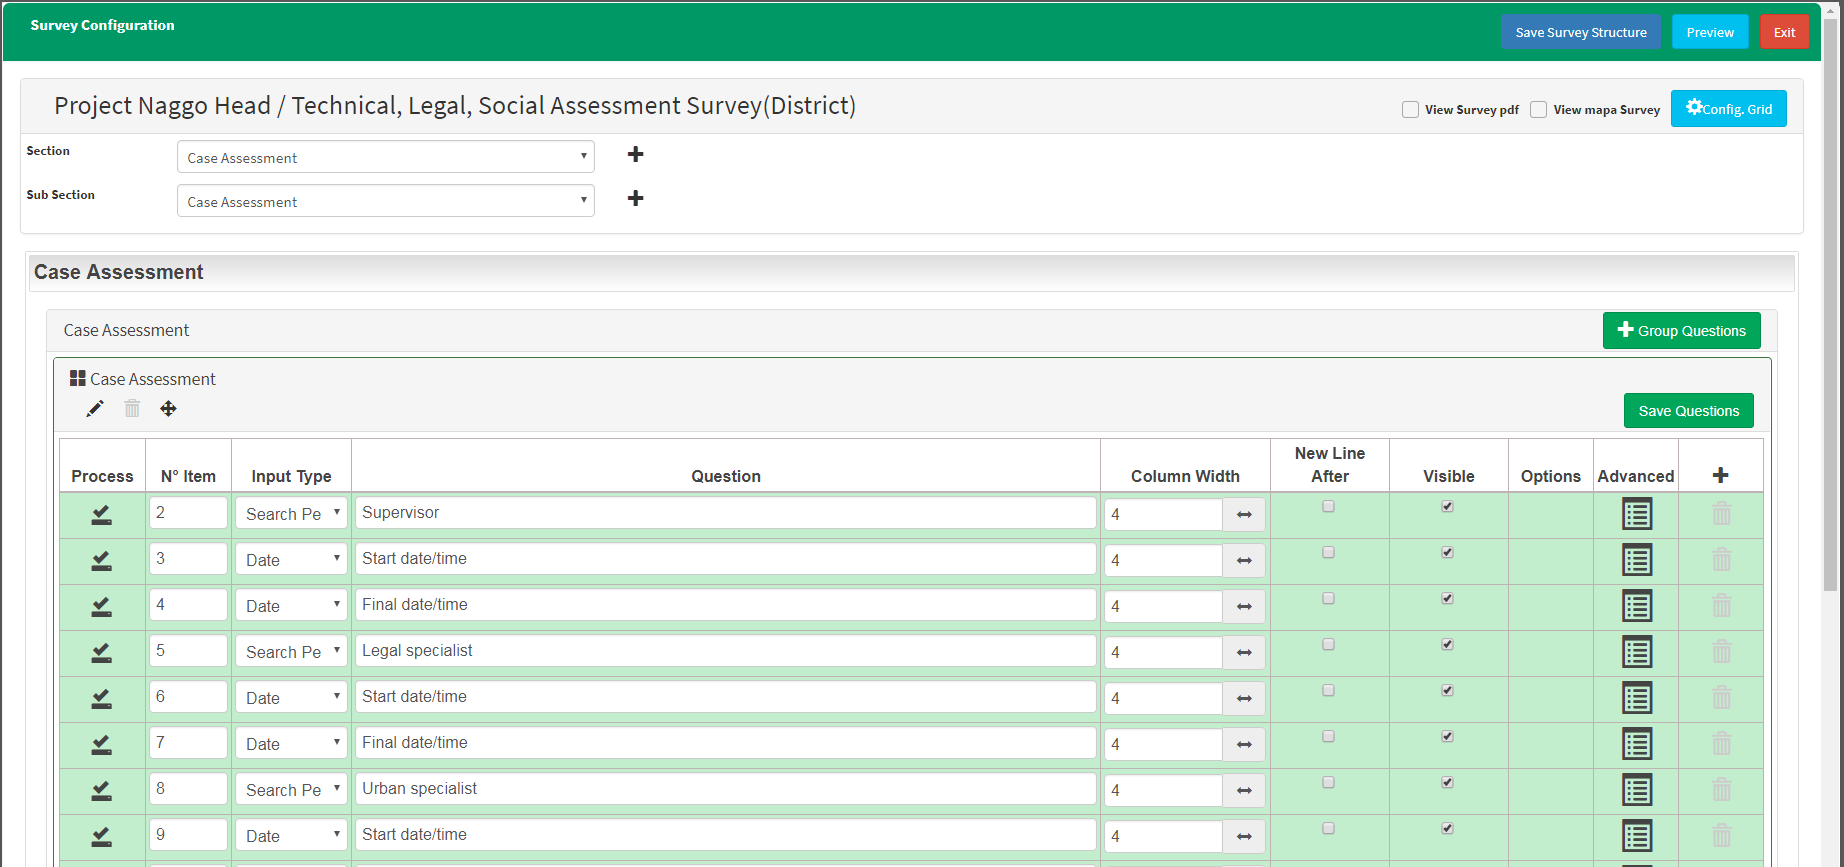 Survey Configuration
Save Survey Structure
Preview
Exit
Project Naggo Head / Technical, Legal, Social Assessment Survey(District)
View Survey pdf
View mapa Survey
Config. Grid
Section
Case Assessment
Sub Section
Case Assessment
Case Assessment
Case Assessment
Group Questions
Case Assessment
Save Questions
Process N° Item Input Type Question Column Width New Line After Visible Options Advanced
2 Search Pe Supervisor 4
3 Date Start date/time 4
4 Date Final date/time 4
5 Search Pe Legal specialist 4
6 Date Start date/time 4
7 Date Final date/time 4
8 Search Pe Urban specialist 4
9 Date Start date/time 4